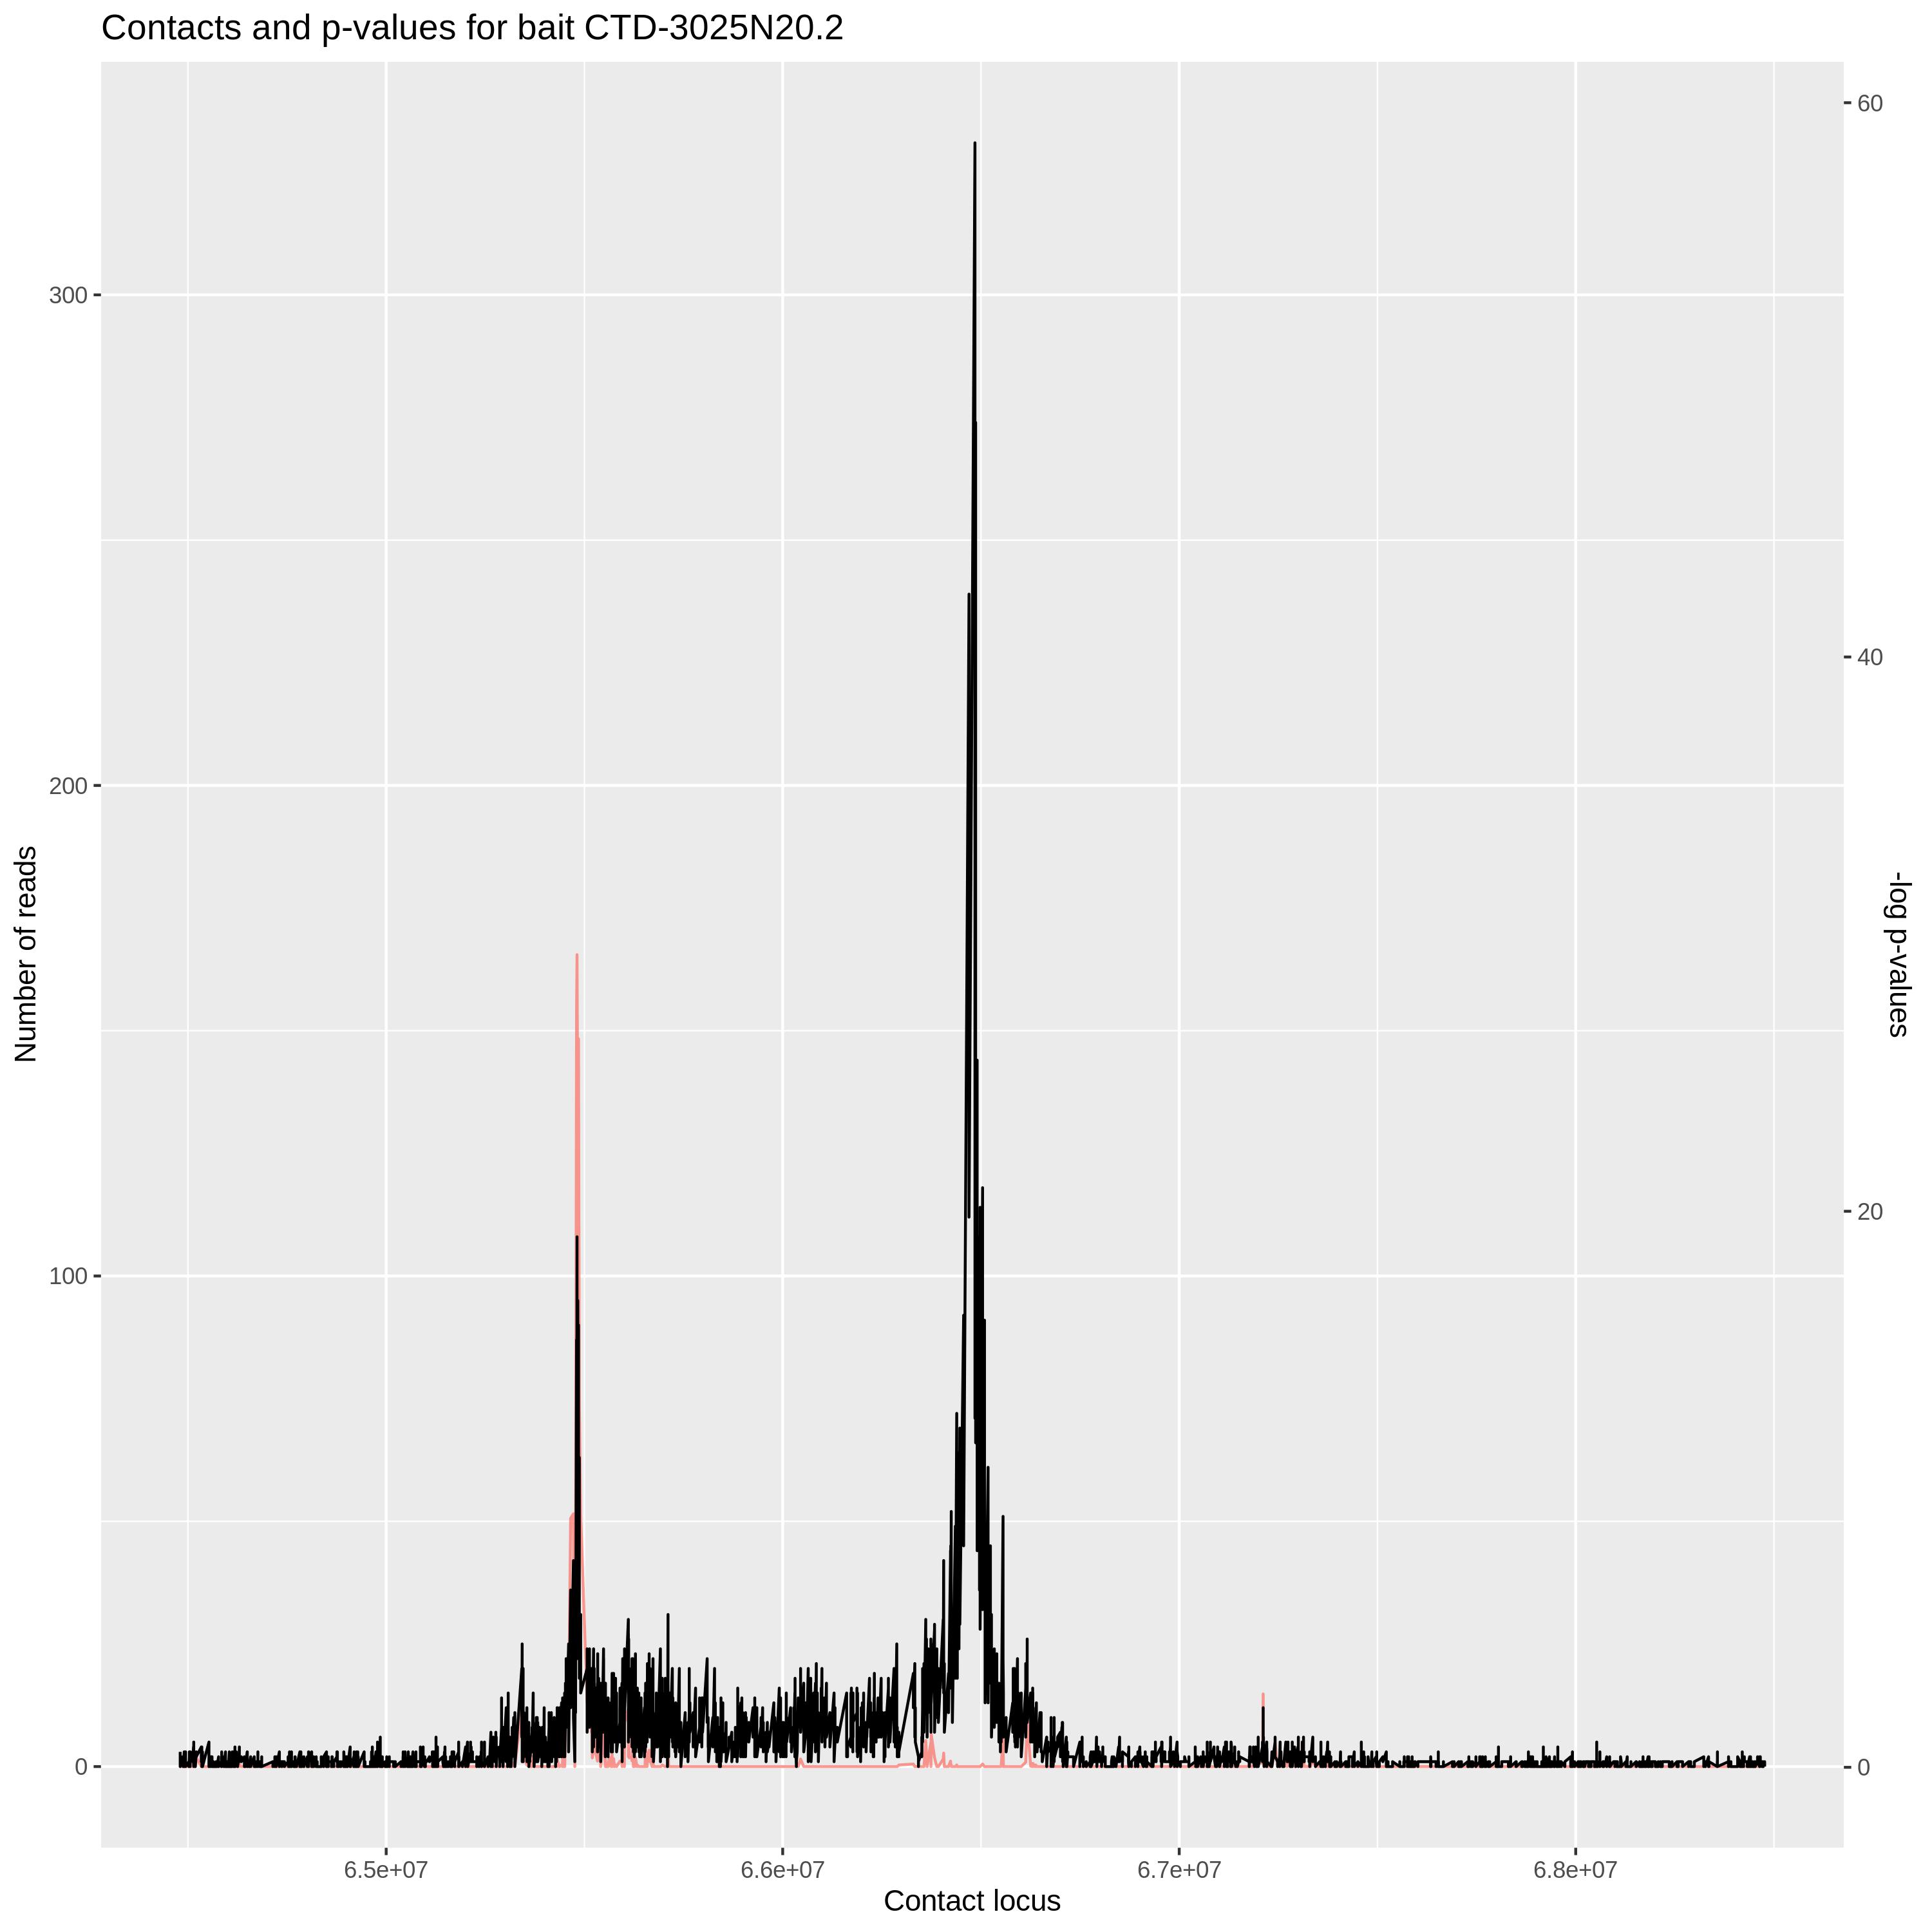 Contacts and p-values for bait CTD-3025N20.2
Number of reads
300
200
100
0
60
40
20
0
-log p-values
6.5e+07
6.6e+07
6.7e+07
6.8e+07
Contact locus